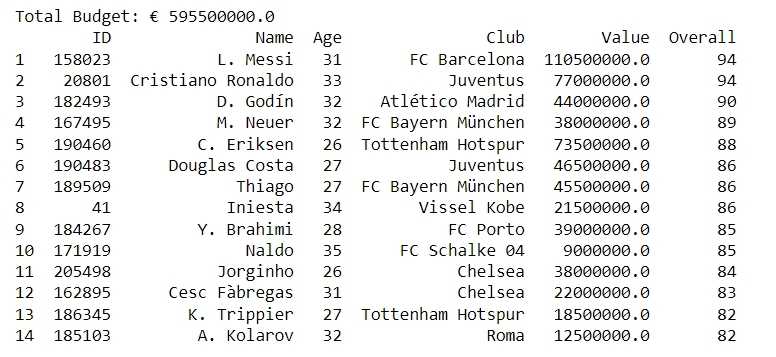 Total Budget: € 595500000.0
ID Name Age Club Value Overall
1 158023 L. Messi 31 FC Barcelona 110500000.0 94
2 20801 Cristiano Ronaldo 33 Juventus 77000000.0 94
3 182493 D. Godín 32 Atlético Madrid 44000000.0 90
4 167495 M. Neuer 32 FC Bayern München 38000000.0 89
5 190460 C. Eriksen 26 Tottenham Hotspur 73500000.0 88
6 190483 Douglas Costa 27 Juventus 46500000.0 86
7 189509 Thiago 27 FC Bayern München 45500000.0 86
8 41 Iniesta 34 Vissel Kobe 21500000.0 86
9 184267 Y. Brahimi 28 FC Porto 39000000.0 85
10 171919 Naldo 35 FC Schalke 04 9000000.0 85
11 205498 Jorginho 26 Chelsea 38000000.0 84
12 162895 Cesc Fàbregas 31 Chelsea 22000000.0 83
13 186345 K. Trippier 27 Tottenham Hotspur 18500000.0 82
14 185103 A. Kolarov 32 Roma 12500000.0 82